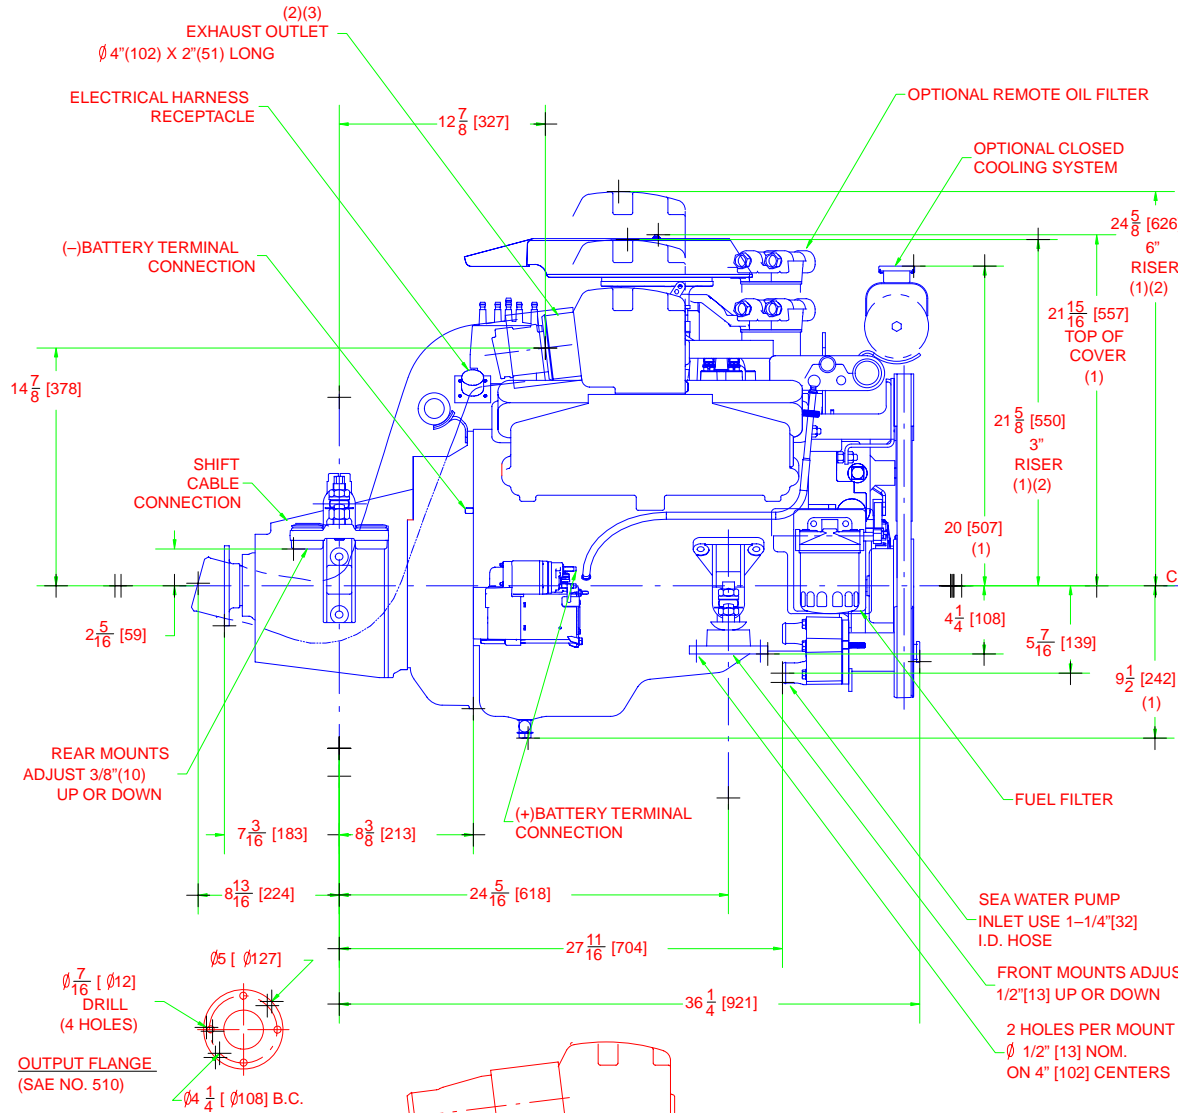 (2)(3)
EXHAUST OUTLET
Ø 4"(102) X 2"(51) LONG
ELECTRICAL HARNESS
RECEPTACLE
12 7/8 [327]
OPTIONAL REMOTE OIL FILTER
OPTIONAL CLOSED
COOLING SYSTEM
(–)BATTERY TERMINAL
CONNECTION
24 5/8 [626
6"
RISER
(1)(2)
21 15/16 [557]
TOP OF
COVER
(1)
14 7/8 [378]
21 5/8 [550]
3"
RISER
(1)(2)
SHIFT
CABLE
CONNECTION
20 [507]
(1)
C
2 5/16 [59]
4 1/4 [108]
5 7/16 [139]
9 1/2 [242]
(1)
REAR MOUNTS
ADJUST 3/8"(10)
UP OR DOWN
FUEL FILTER
(+)BATTERY TERMINAL
CONNECTION
7 3/16 [183]
8 3/8 [213]
8 13/16 [224]
24 5/16 [618]
SEA WATER PUMP
INLET USE 1–1/4"[32]
I.D. HOSE
27 11/16 [704]
FRONT MOUNTS ADJUS
1/2"[13] UP OR DOWN
36 1/4 [921]
2 HOLES PER MOUNT
Ø 1/2" [13] NOM.
ON 4" [102] CENTERS
Ø5 [ Ø127]
Ø 7/16 [ Ø12]
DRILL
(4 HOLES)
OUTPUT FLANGE
(SAE NO. 510)
Ø4 1/4 [ Ø108] B.C.